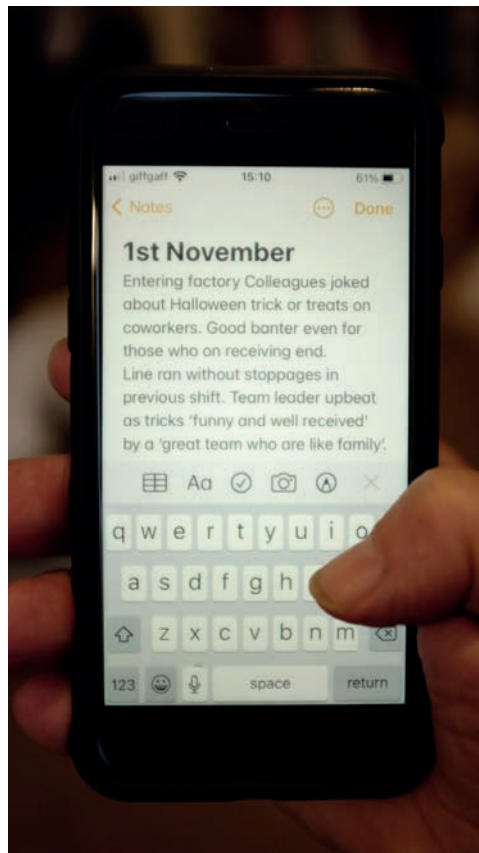 giffgaff 15:10 61%
Notes Done
1st November
Entering factory Colleagues joked
about Halloween trick or treats on
coworkers. Good banter even for
those who on receiving end.
Line ran without stoppages in
previous shift. Team leader upbeat
as tricks 'funny and well received'
by a 'great team who are like family'.
Aa
q w e r t y u i o
a s d f g h
z x c v b n m
123 space return